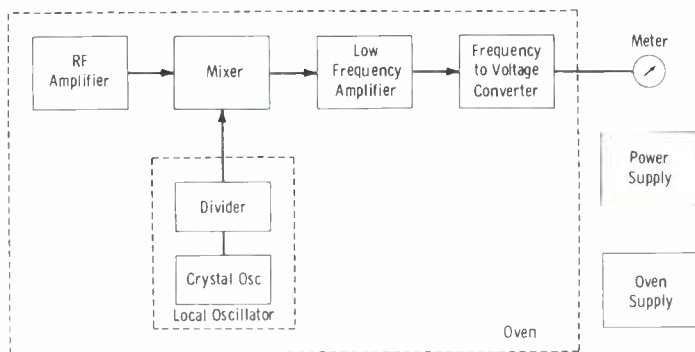 RF
Amplifier
Mixer
Low
Frequency
Amplifier
Frequency
to Voltage
Converter
Meter
Power
Supply
Divider
Crystal Osc
Local Oscillator
Oven
Supply
Oven